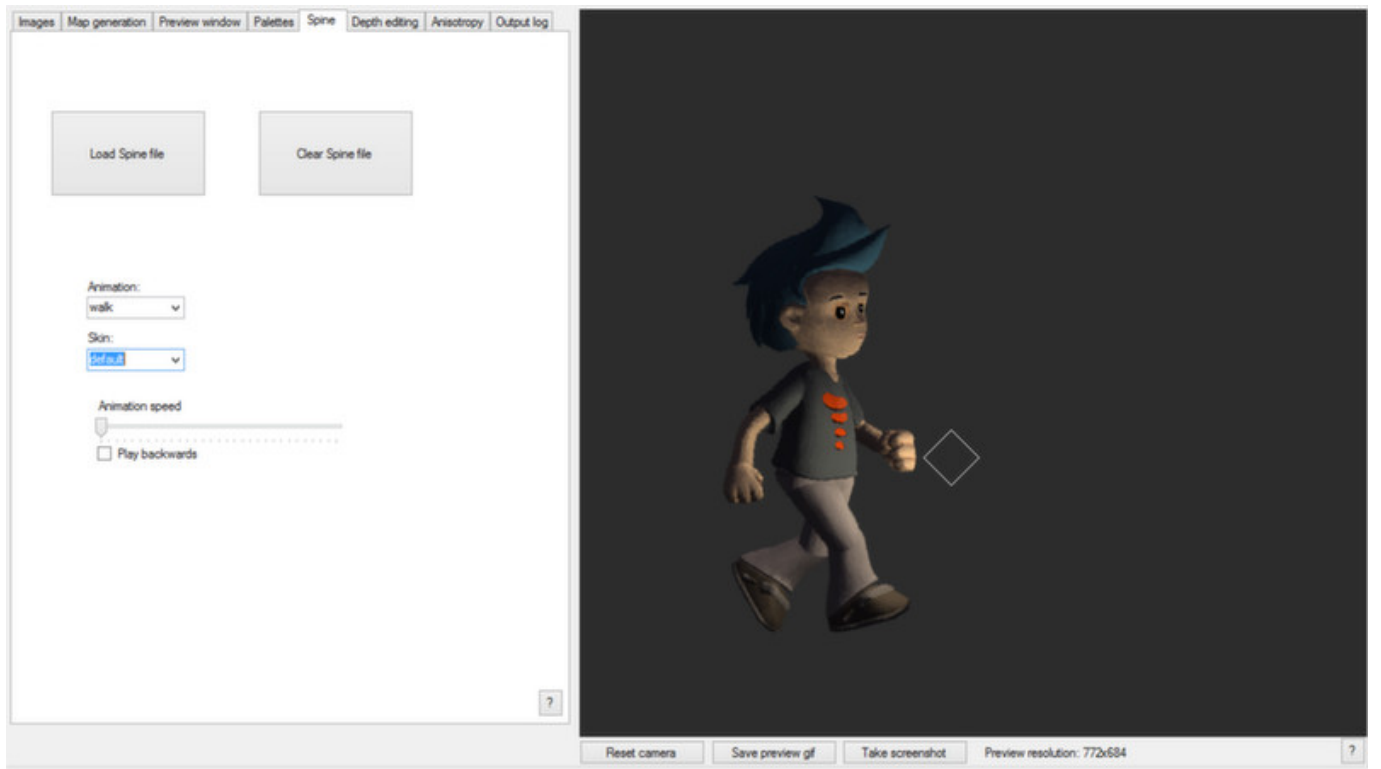 Images Map generation Preview window Palettes Spine Depth editing Anisotropy Output log
Load Spine file Clear Spine file
Animation:
walk
Skin:
default
Animation speed
Play backwards
?
Reset camera Save preview gif Take screenshot Preview resolution: 772x684 ?